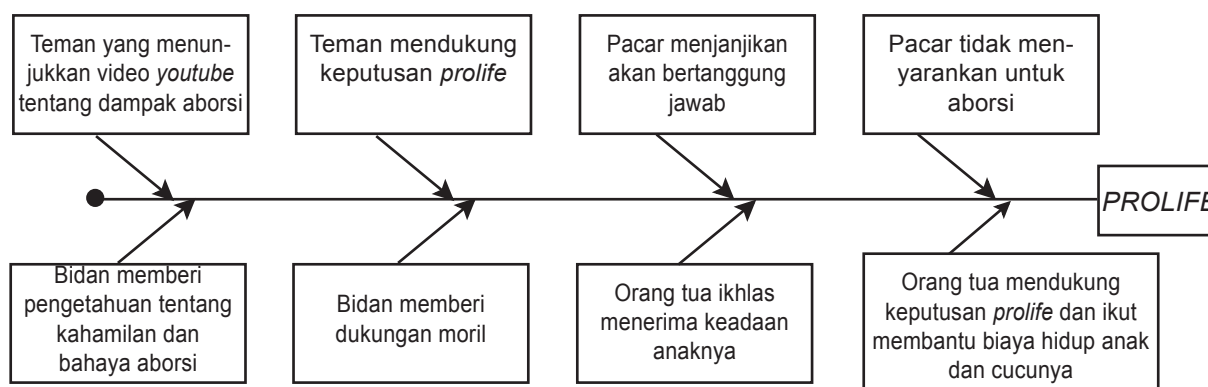 Teman yang menun-
jukkan video youtube
tentang dampak aborsi
Teman mendukung
keputusan prolife
Pacar menjanjikan
akan bertanggung
jawab
Pacar tidak men-
yarankan untuk
aborsi
PROLIFE
Bidan memberi
pengetahuan tentang
kahamilan dan
bahaya aborsi
Bidan memberi
dukungan moril
Orang tua ikhlas
menerima keadaan
anaknya
Orang tua mendukung
keputusan prolife dan ikut
membantu biaya hidup anak
dan cucunya